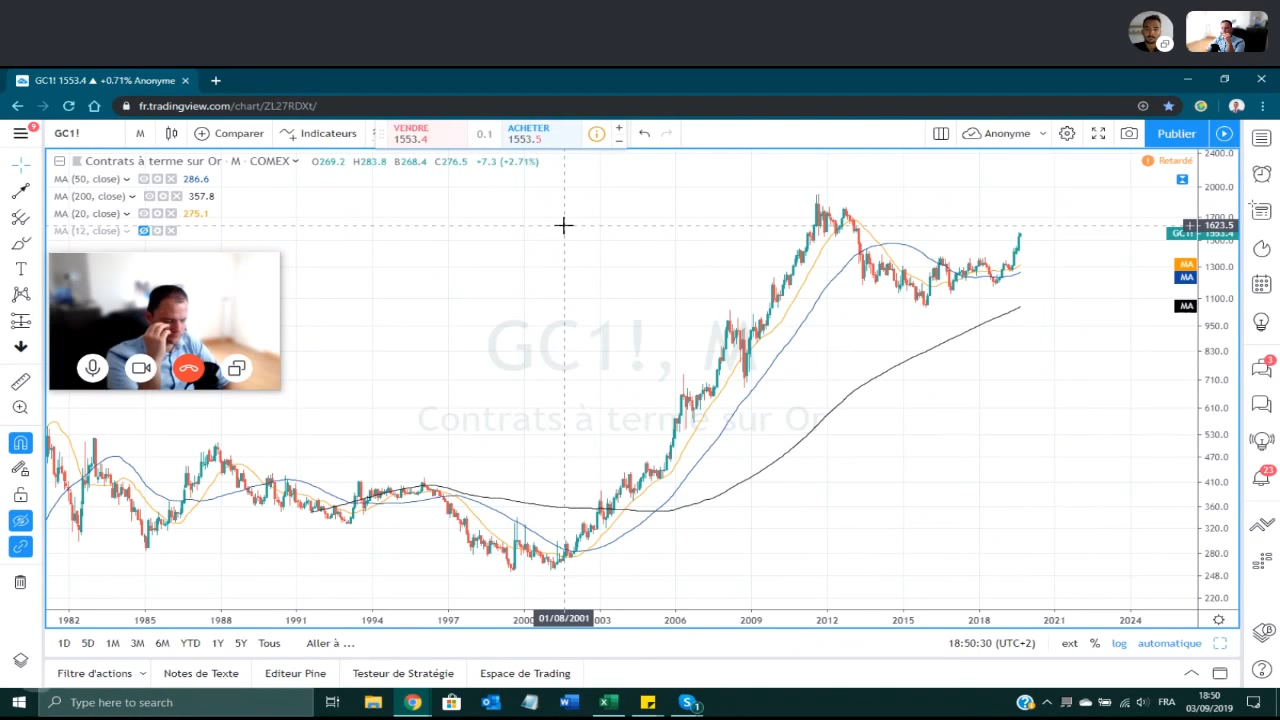 GC1! 1553.4 ▲ +0.71% Anonyme
fr.tradingview.com/chart/ZL27RDXt/
9
GC1!
M
Comparer
Indicateurs
VENDRE
1553.4
0.1
ACHETER
1553.5
+
−
Anonyme
Publier
Contrats à terme sur Or · M · COMEX O269.2 H283.8 B268.4 C276.5 +7.3 (+2.71%)
MA (50, close) 286.6
MA (200, close) 357.8
MA (20, close) 275.1
MA (12, close)
Retardé
GC1!, M
Contrats à terme sur Or
2400.0
2000.0
1700.0
1623.5
GC1! 1553.4
1500.0
1300.0
MA
MA
1100.0
MA
950.0
830.0
710.0
610.0
530.0
470.0
410.0
360.0
320.0
280.0
248.0
220.0
3
23
1982 1985 1988 1991 1994 1997 2000 01/08/2001 2003 2006 2009 2012 2015 2018 2024
1D 5D 1M 3M 6M YTD 1Y 5Y Tous Aller à ... 18:50:30 (UTC+2) ext % log automatique
Filtre d'actions Notes de Texte Editeur Pine Testeur de Stratégie Espace de Trading
Type here to search
1
FRA
18:50
03/09/2019